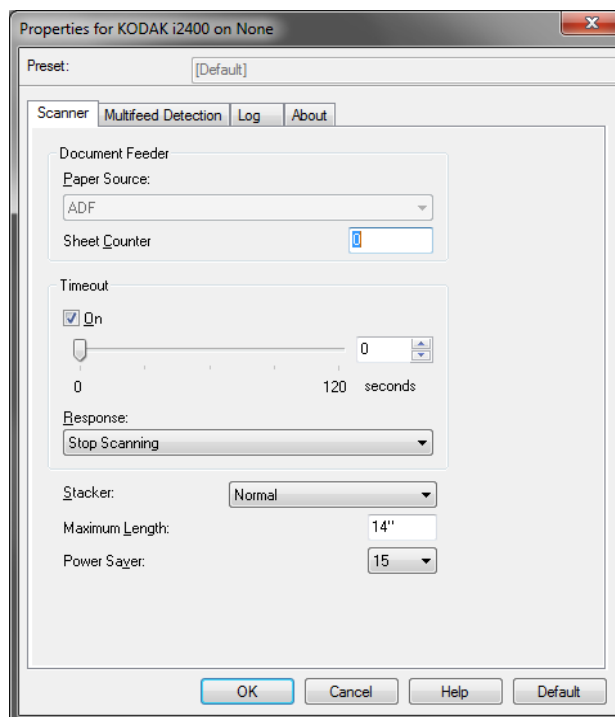 Properties for KODAK i2400 on None
Preset: [Default]
Scanner Multifeed Detection Log About
Document Feeder
Paper Source:
ADF
Sheet Counter 0
Timeout
On
0
0 120 seconds
Response:
Stop Scanning
Stacker: Normal
Maximum Length: 14"
Power Saver: 15
OK Cancel Help Default